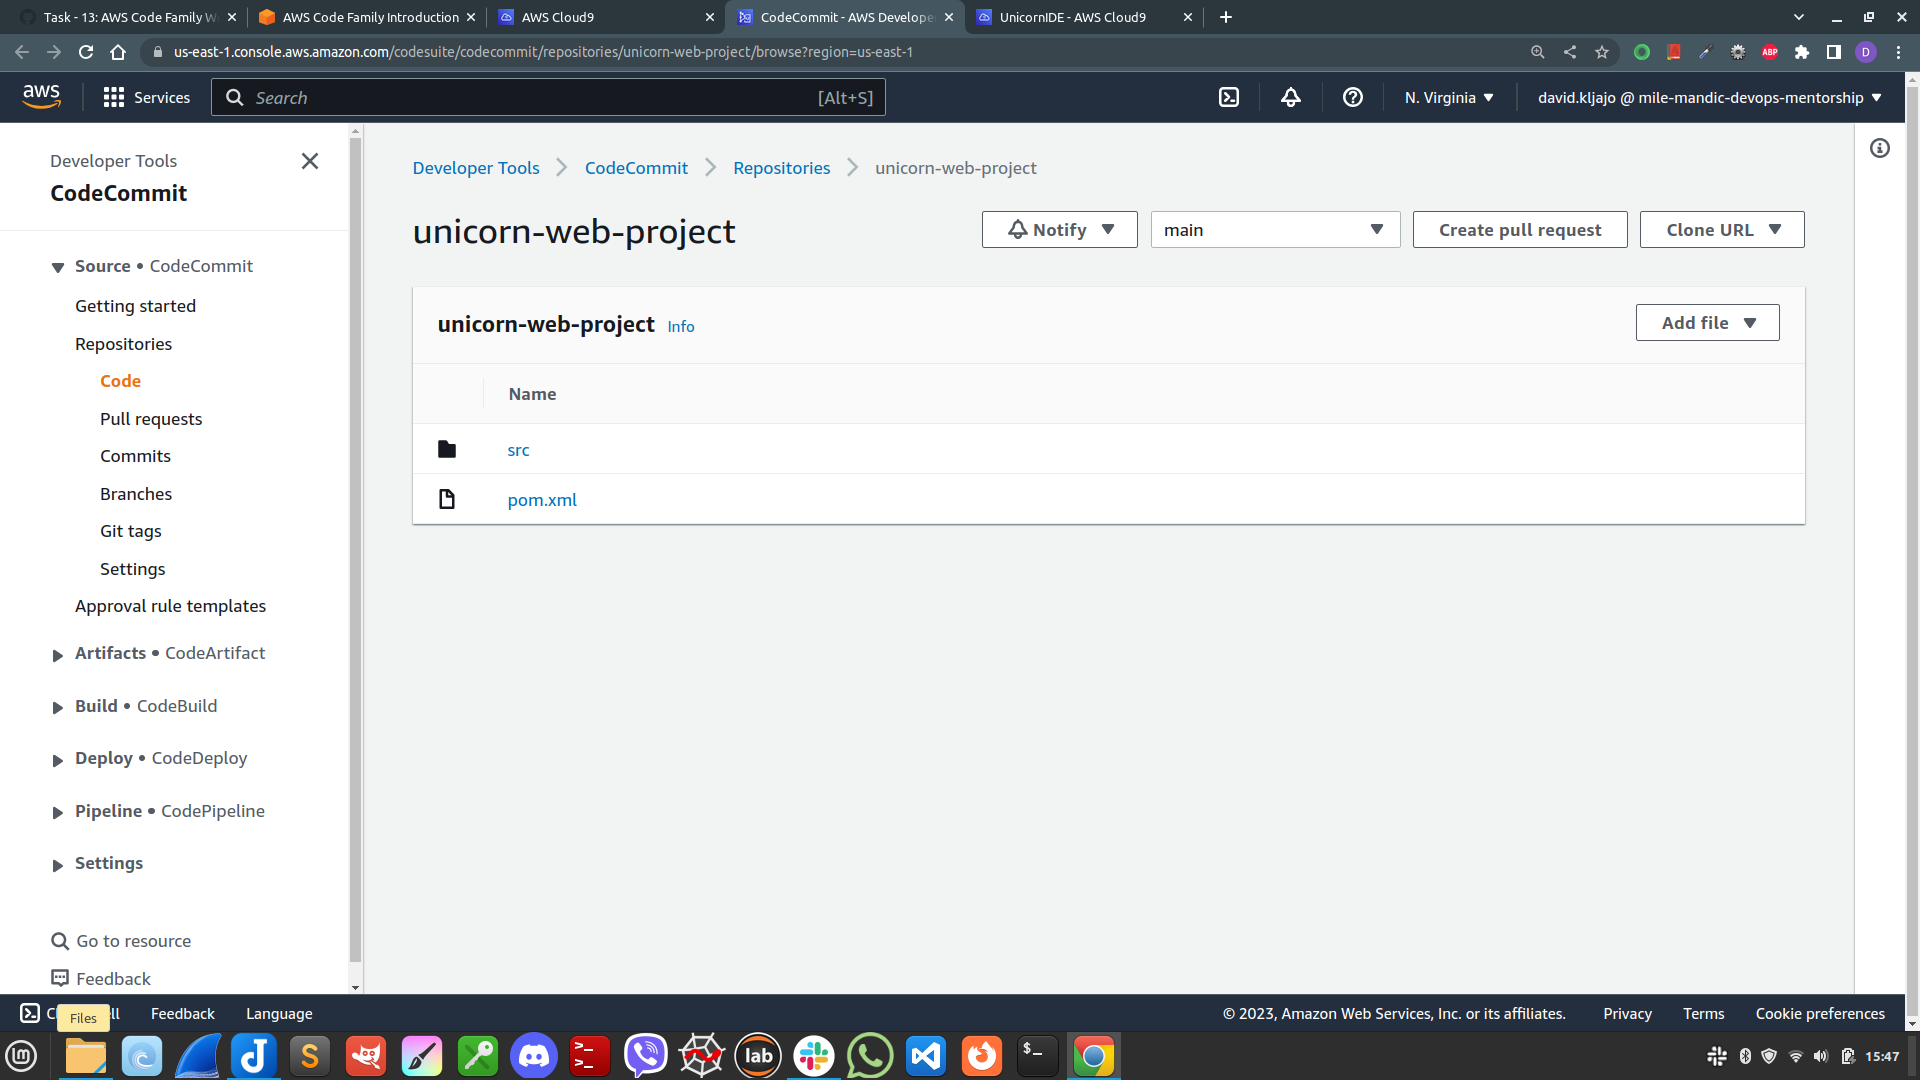 Task - 13: AWS Code Family W
AWS Code Family Introduction
AWS Cloud9
CodeCommit - AWS Develope
UnicornIDE - AWS Cloud9
us-east-1.console.aws.amazon.com/codesuite/codecommit/repositories/unicorn-web-project/browse?region=us-east-1
ABP
D
aws
Services
Search
[Alt+S]
N. Virginia
david.kljajo @ mile-mandic-devops-mentorship
Developer Tools
CodeCommit
Source • CodeCommit
Getting started
Repositories
Code
Pull requests
Commits
Branches
Git tags
Settings
Approval rule templates
Artifacts • CodeArtifact
Build • CodeBuild
Deploy • CodeDeploy
Pipeline • CodePipeline
Settings
Go to resource
Feedback
Developer Tools
CodeCommit
Repositories
unicorn-web-project
unicorn-web-project
Notify
main
Create pull request
Clone URL
unicorn-web-project Info
Add file
Name
src
pom.xml
Files
Feedback
Language
© 2023, Amazon Web Services, Inc. or its affiliates.
Privacy
Terms
Cookie preferences
lab
15:47